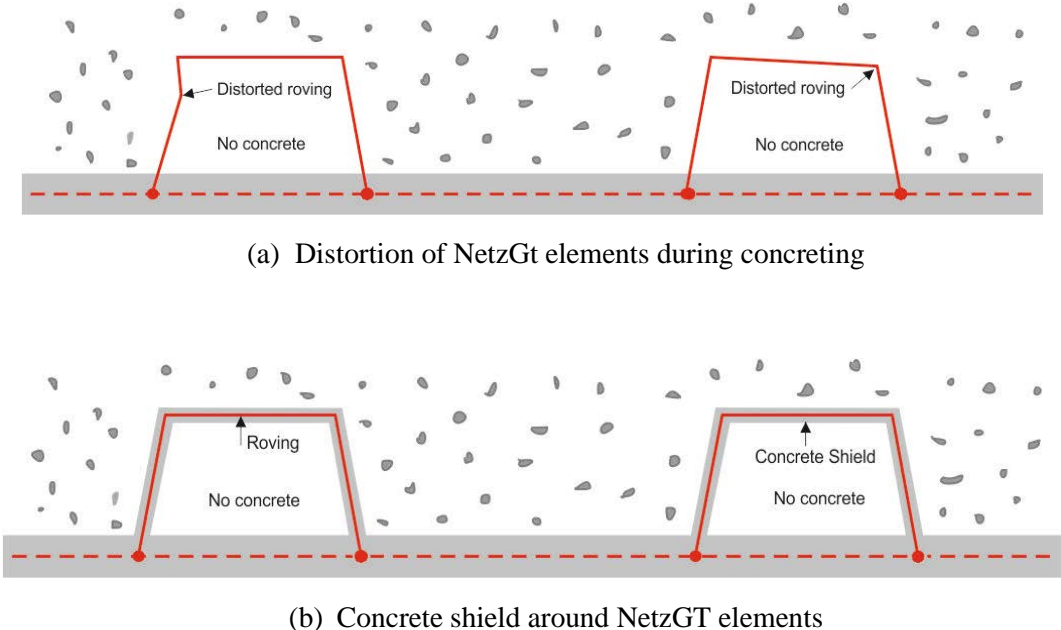 Distorted roving
Distorted roving
No concrete
No concrete
(a) Distortion of NetzGt elements during concreting
Roving
Concrete Shield
No concrete
No concrete
(b) Concrete shield around NetzGT elements